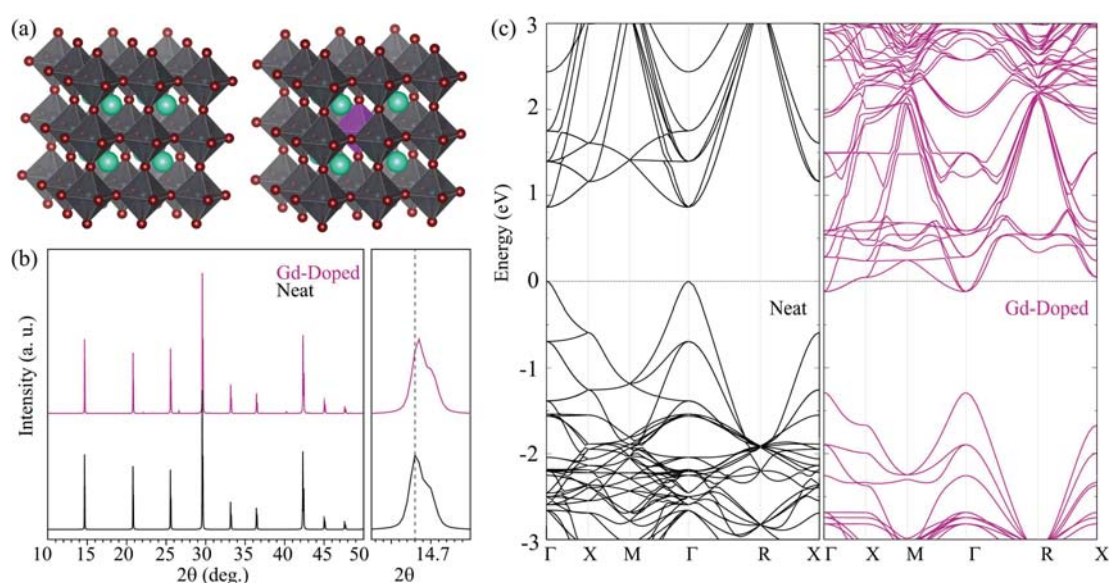 (a)
(b)
Gd-Doped
Neat
Intensity (a. u.)
10 15 20 25 30 35 40 45 50
2θ (deg.)
14.7
2θ
(c)
3
2
1
0
-1
-2
-3
Energy (eV)
Neat
Gd-Doped
Γ X M Γ R X
Γ X M Γ R X